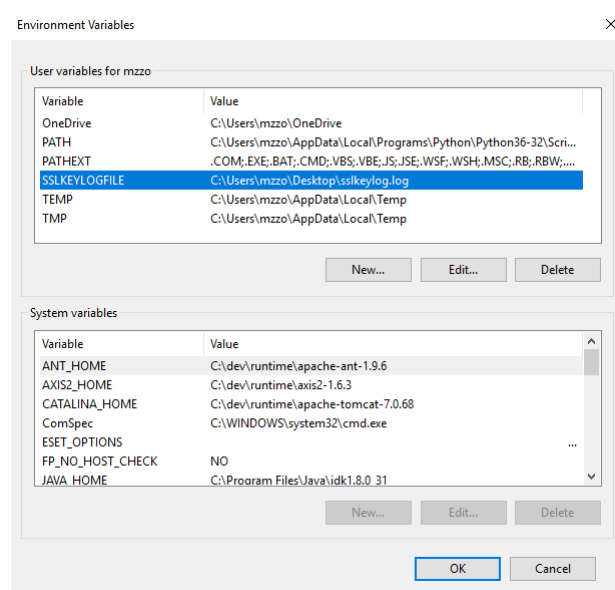 Environment Variables
User variables for mzzo
Variable Value
OneDrive C:\Users\mzzo\OneDrive
PATH C:\Users\mzzo\AppData\Local\Programs\Python\Python36-32\Scri...
PATHEXT .COM;.EXE;.BAT;.CMD;.VBS;.VBE;.JS;.JSE;.WSF;.WSH;.MSC;.RB;.RBW;....
SSLKEYLOGFILE C:\Users\mzzo\Desktop\sslkeylog.log
TEMP C:\Users\mzzo\AppData\Local\Temp
TMP C:\Users\mzzo\AppData\Local\Temp
New... Edit... Delete
System variables
Variable Value
ANT_HOME C:\dev\runtime\apache-ant-1.9.6
AXIS2_HOME C:\dev\runtime\axis2-1.6.3
CATALINA_HOME C:\dev\runtime\apache-tomcat-7.0.68
ComSpec C:\WINDOWS\system32\cmd.exe
ESET_OPTIONS ...
FP_NO_HOST_CHECK NO
JAVA_HOME C:\Program Files\Java\jdk1.8.0_31
New... Edit... Delete
OK Cancel